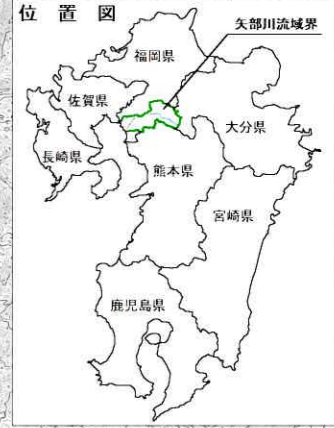 位置図
矢部川流域界
福岡県
佐賀県
大分県
長崎県
熊本県
宮崎県
鹿児島県